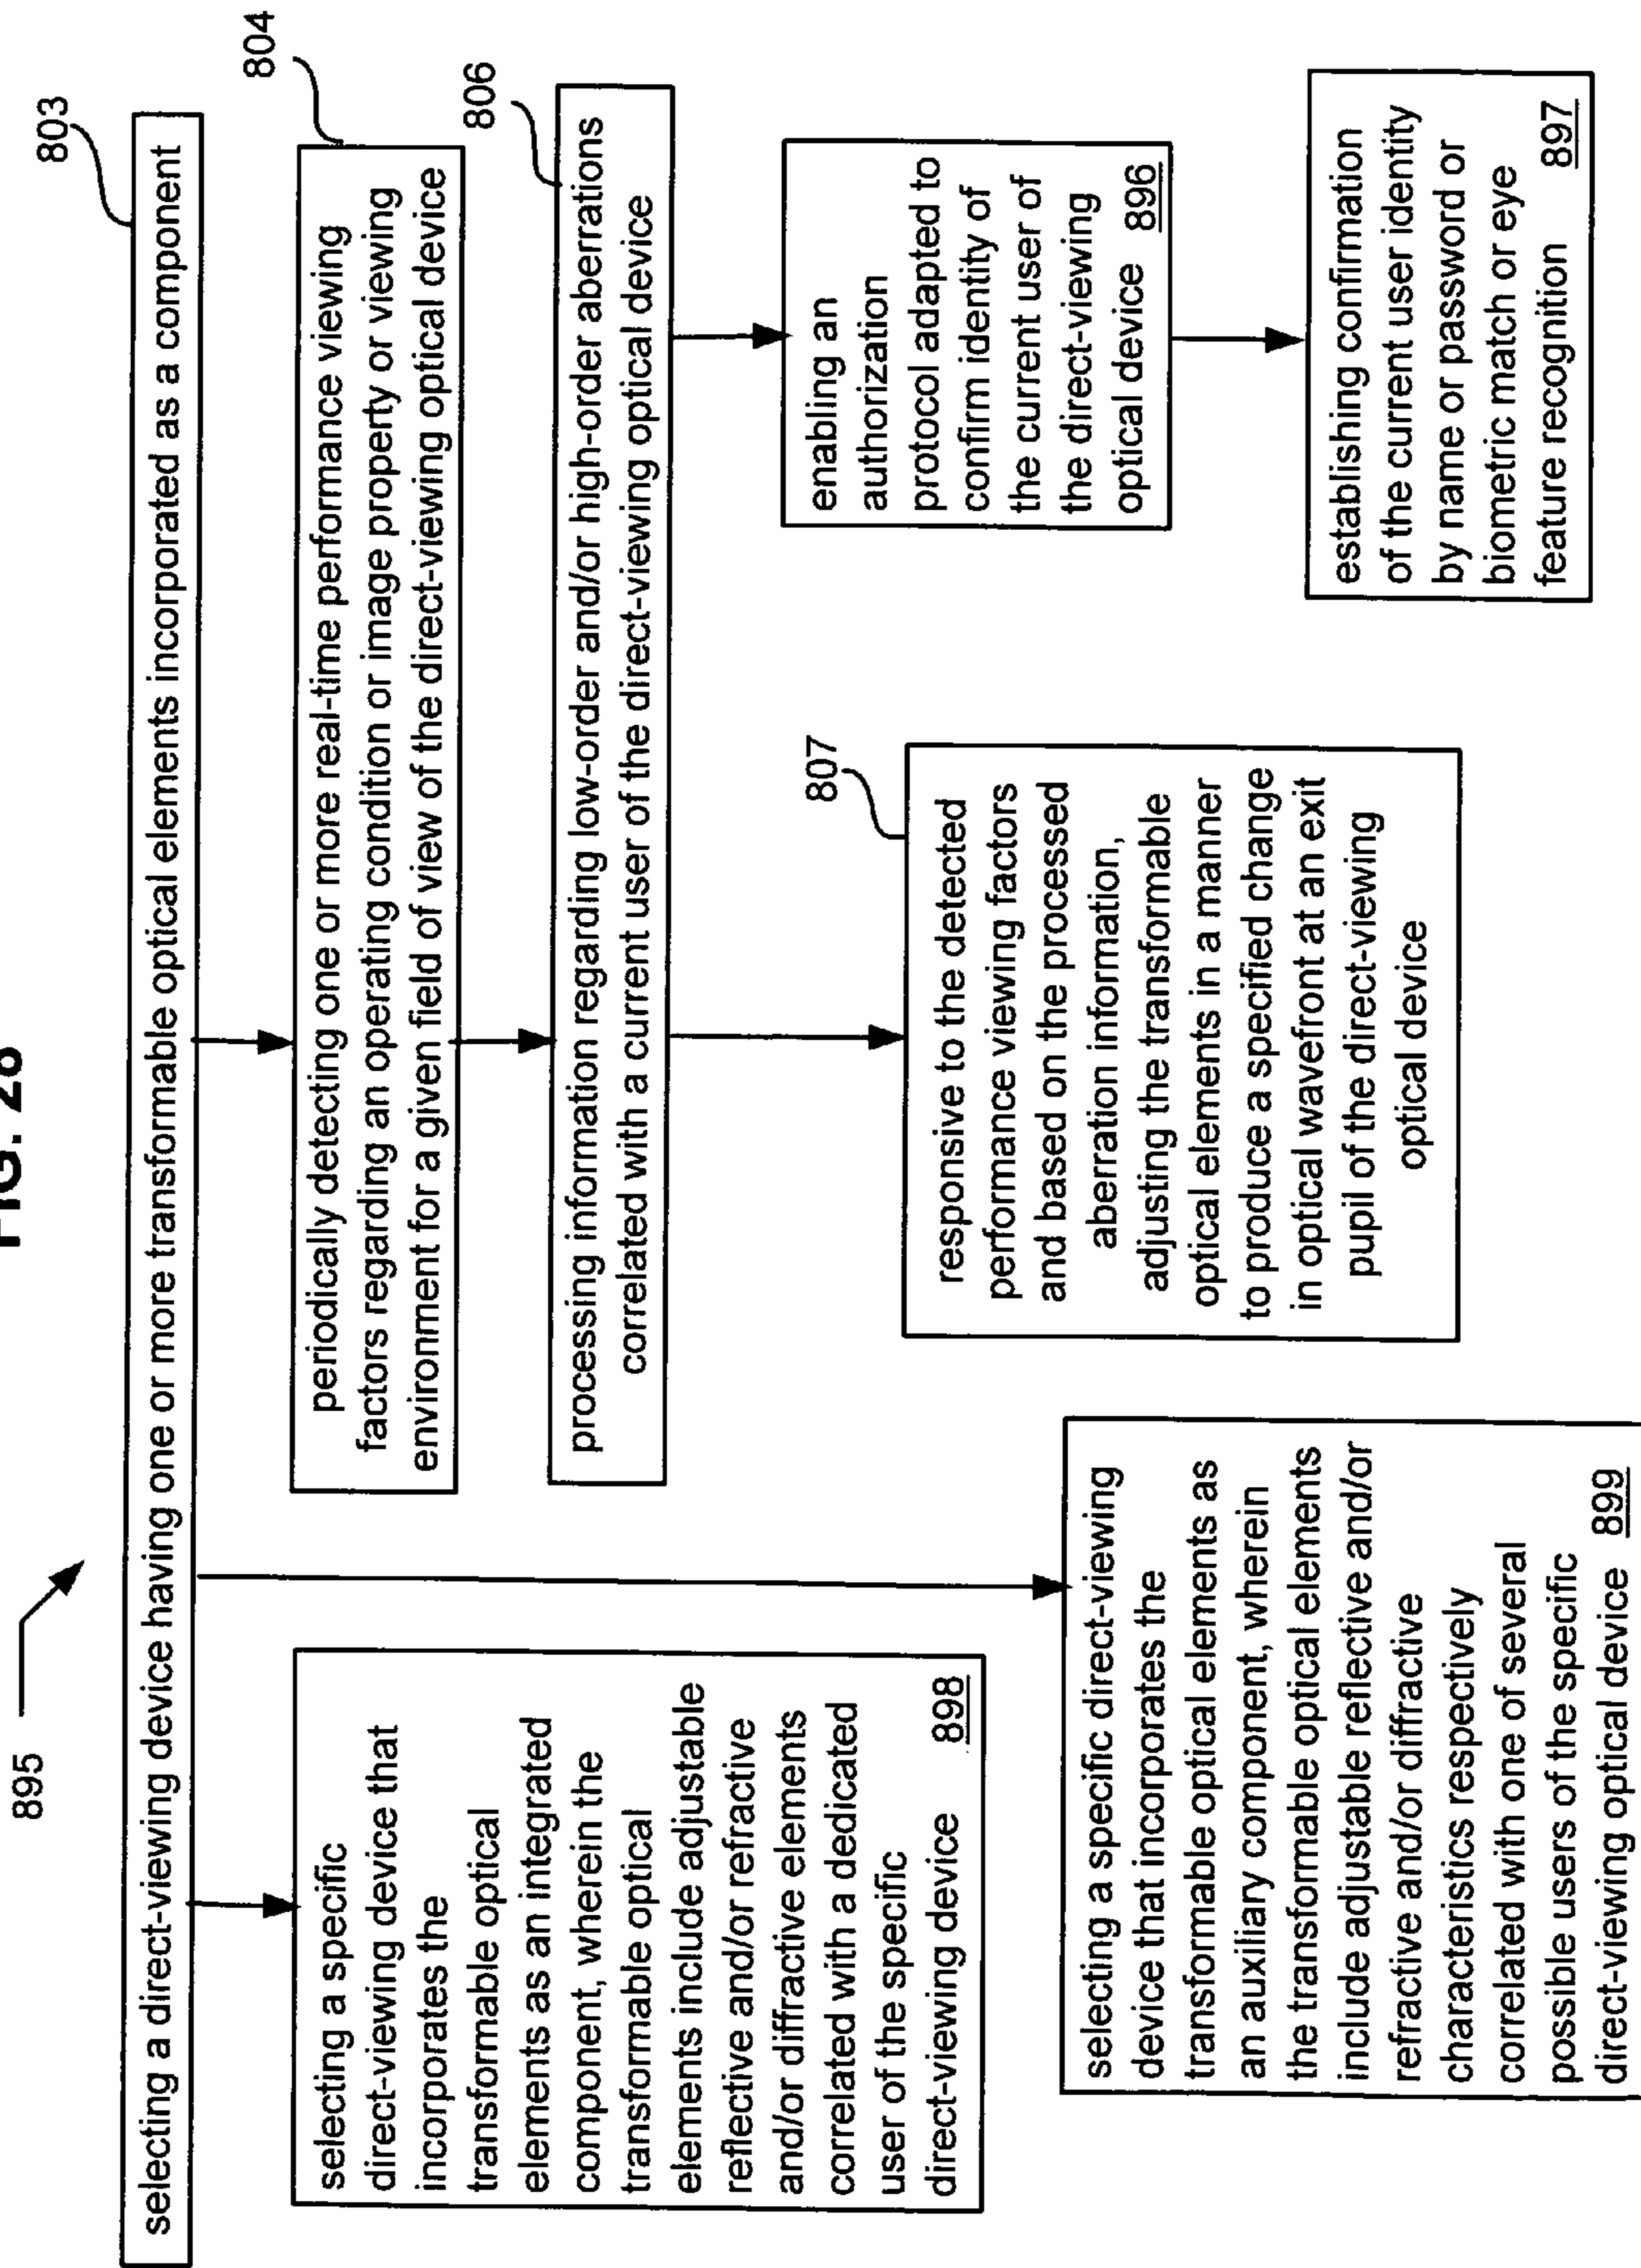 FIG.
895
803
selecting a direct-viewing device having one or more transformable optical elements incorporated as a component
804
periodically detecting one or more real-time performance viewing
factors regarding an operating condition or image property or viewing
environment for a given field of view of the direct-viewing optical device
806
processing information regarding low-order and/or high-order aberrations
correlated with a current user of the direct-viewing optical device
selecting a specific
direct-viewing device that
incorporates the
transformable optical
elements as an integrated
component, wherein the
transformable optical
elements include adjustable
reflective and/or refractive
and/or diffractive elements
correlated with a dedicated
user of the specific
direct-viewing device 898
selecting a specific direct-viewing
device that incorporates the
transformable optical elements as
an auxiliary component, wherein
the transformable optical elements
include adjustable reflective and/or
refractive and/or diffractive
characteristics respectively
correlated with one of several
possible users of the specific
direct-viewing optical device 899
807
responsive to the detected
performance viewing factors
and based on the processed
aberration information,
adjusting the transformable
optical elements in a manner
to produce a specified change
in optical wavefront at an exit
pupil of the direct-viewing
optical device
enabling an
authorization
protocol adapted to
confirm identity of
the current user of
the direct-viewing
optical device 896
establishing confirmation
of the current user identity
by name or password or
biometric match or eye
feature recognition 897